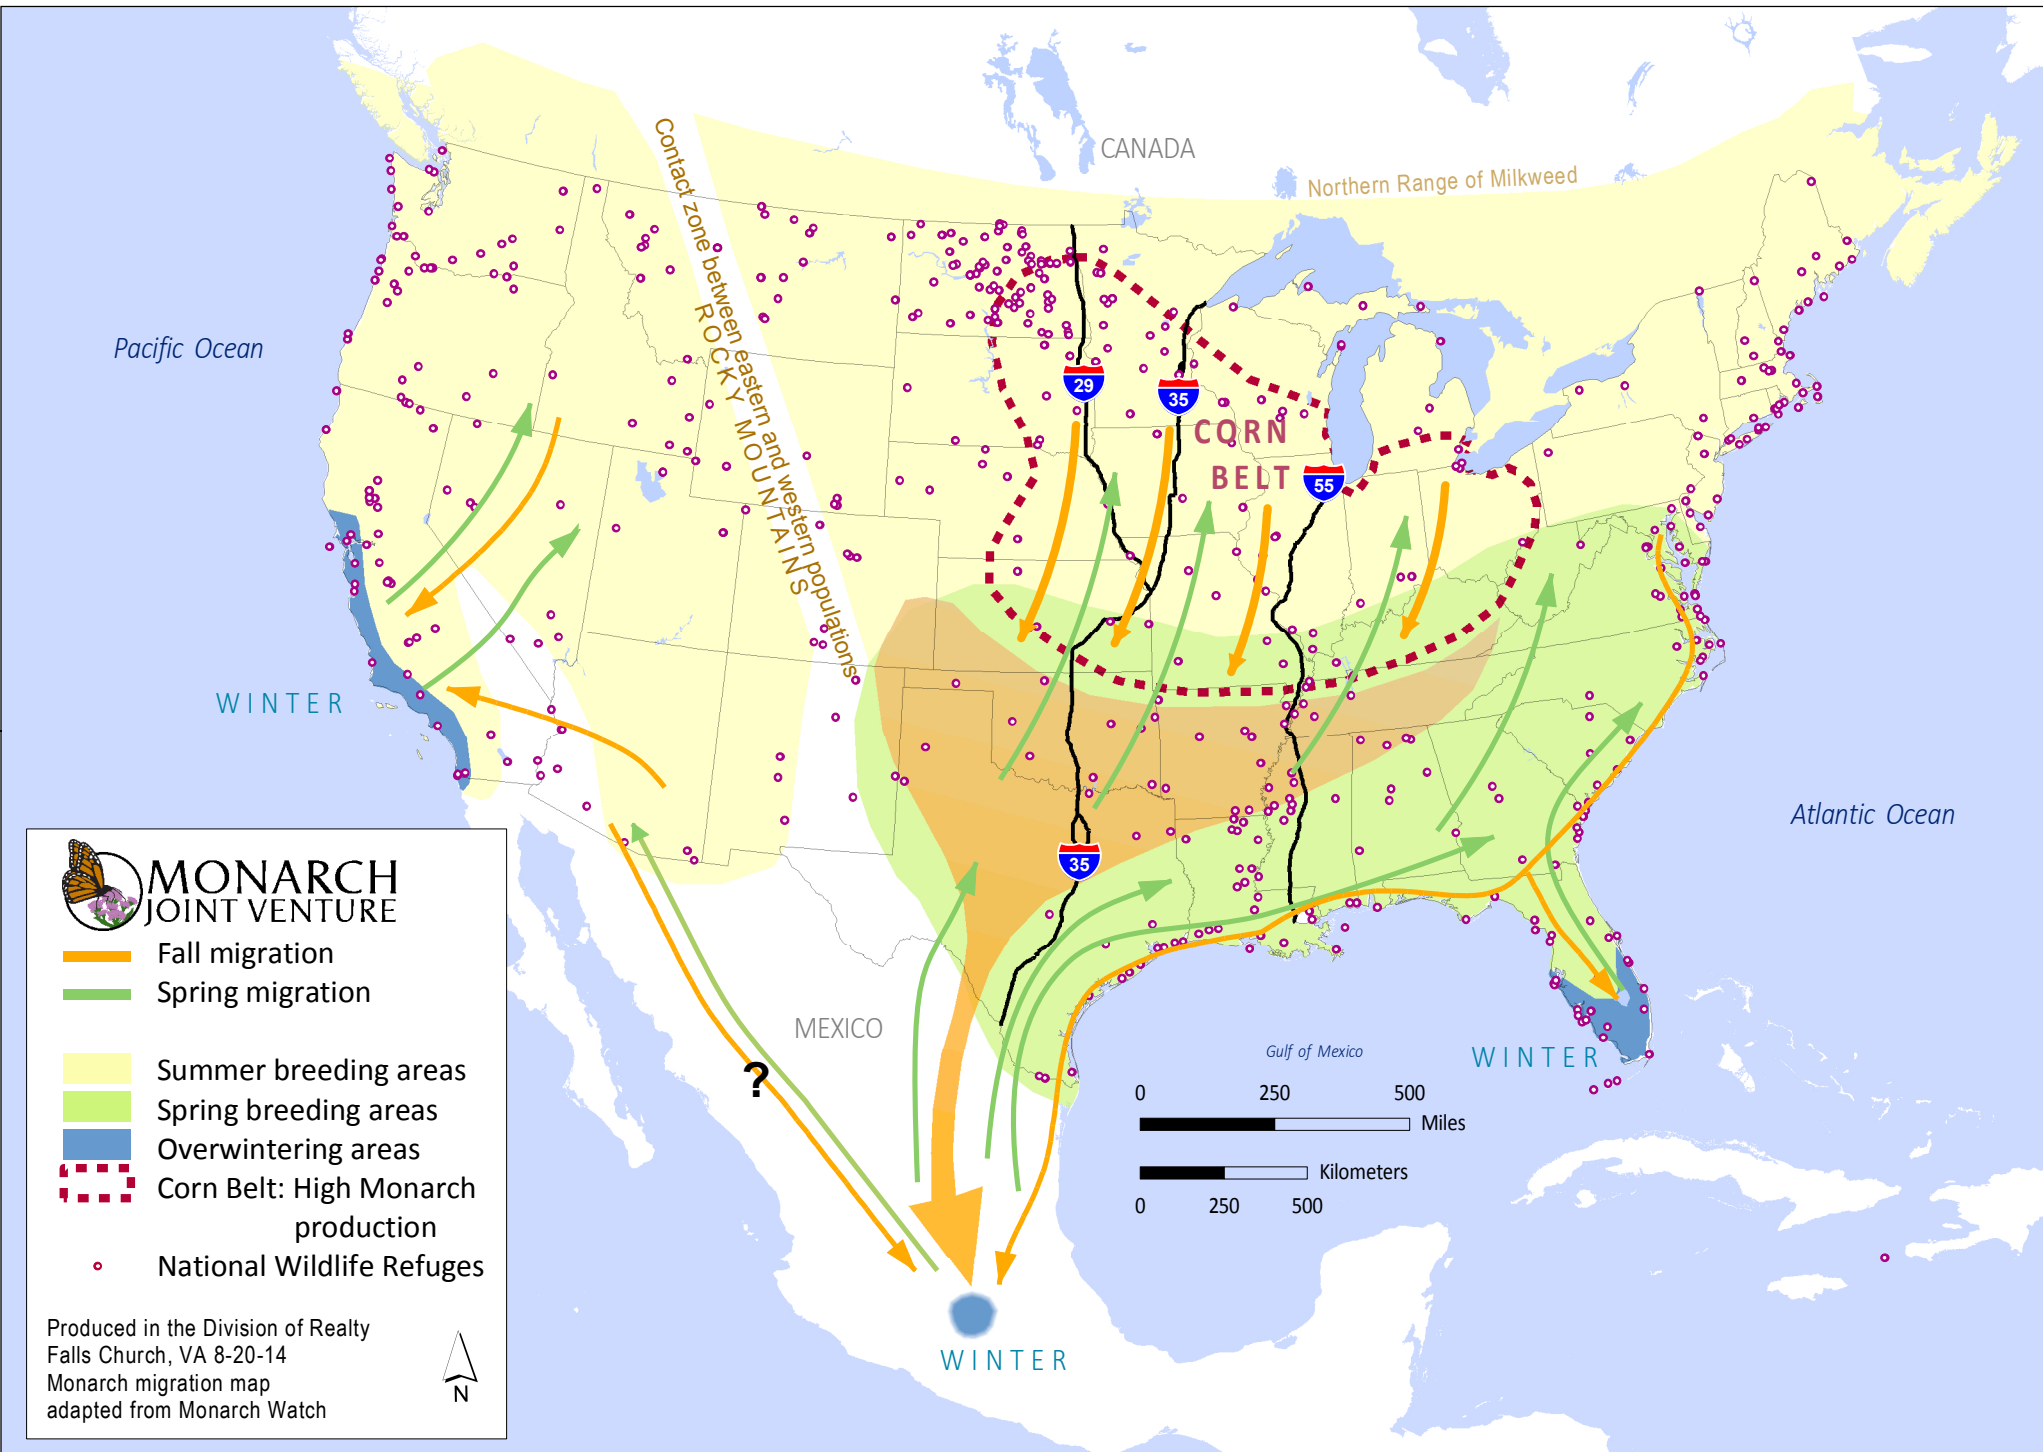 CANADA
Northern Range of Milkweed
Contact zone between eastern and western populations
ROCKY MOUNTAINS
Pacific Ocean
29
35
CORN
BELT
55
WINTER
Atlantic Ocean
35
MEXICO
Gulf of Mexico
WINTER
0 250 500
Miles
Kilometers
0 250 500
WINTER
MONARCH
JOINT VENTURE
Fall migration
Spring migration
Summer breeding areas
Spring breeding areas
Overwintering areas
Corn Belt: High Monarch
production
National Wildlife Refuges
Produced in the Division of Realty
Falls Church, VA 8-20-14
Monarch migration map
adapted from Monarch Watch
N
?